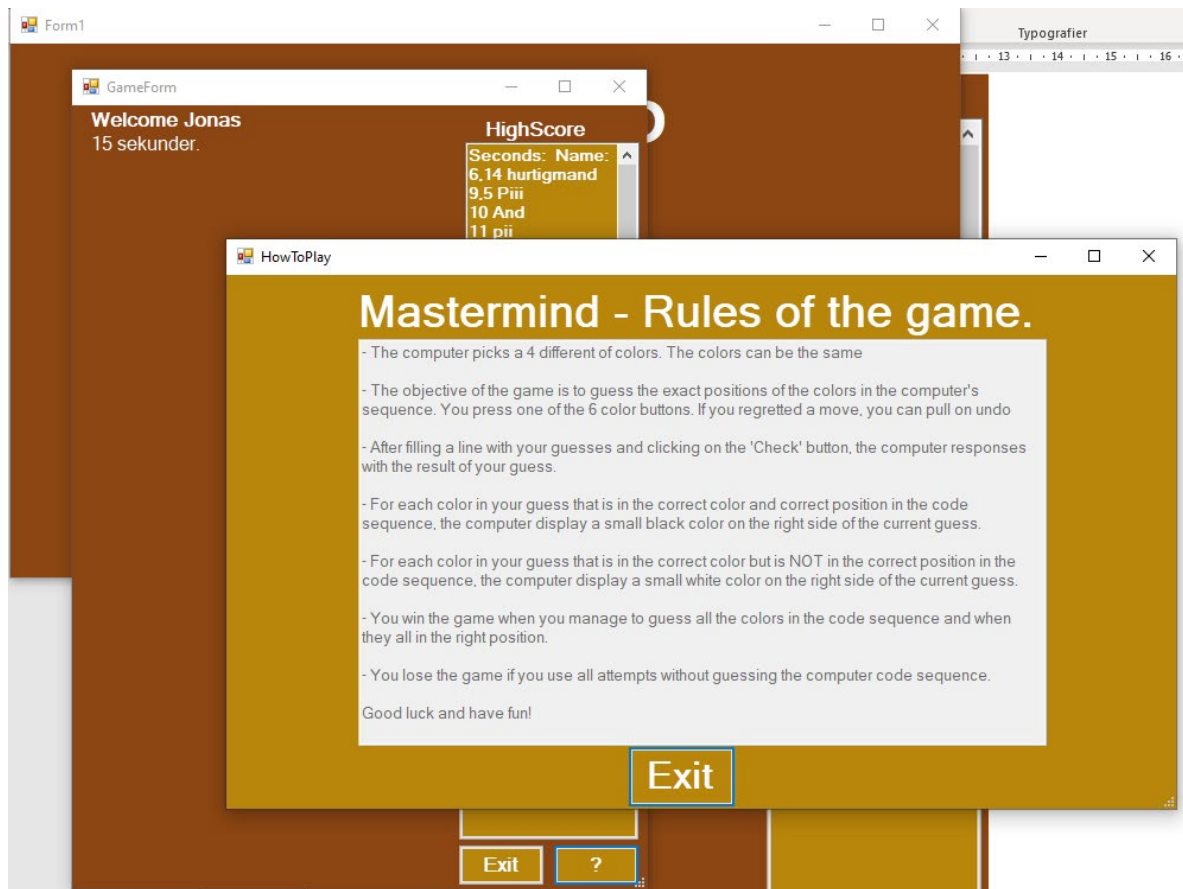 Form1
Typografier
13 14 15 16
GameForm
Welcome Jonas
15 sekunder.
HighScore
Seconds: Name:
6,14 hurtigmand
9,5 Piii
10 And
11 pii
HowToPlay
Mastermind - Rules of the game.
- The computer picks a 4 different of colors. The colors can be the same
- The objective of the game is to guess the exact positions of the colors in the computer's
sequence. You press one of the 6 color buttons. If you regretted a move, you can pull on undo
- After filling a line with your guesses and clicking on the 'Check' button, the computer responses
with the result of your guess.
- For each color in your guess that is in the correct color and correct position in the code
sequence, the computer display a small black color on the right side of the current guess.
- For each color in your guess that is in the correct color but is NOT in the correct position in the
code sequence, the computer display a small white color on the right side of the current guess.
- You win the game when you manage to guess all the colors in the code sequence and when
they all in the right position.
- You lose the game if you use all attempts without guessing the computer code sequence.
Good luck and have fun!
Exit
Exit
?